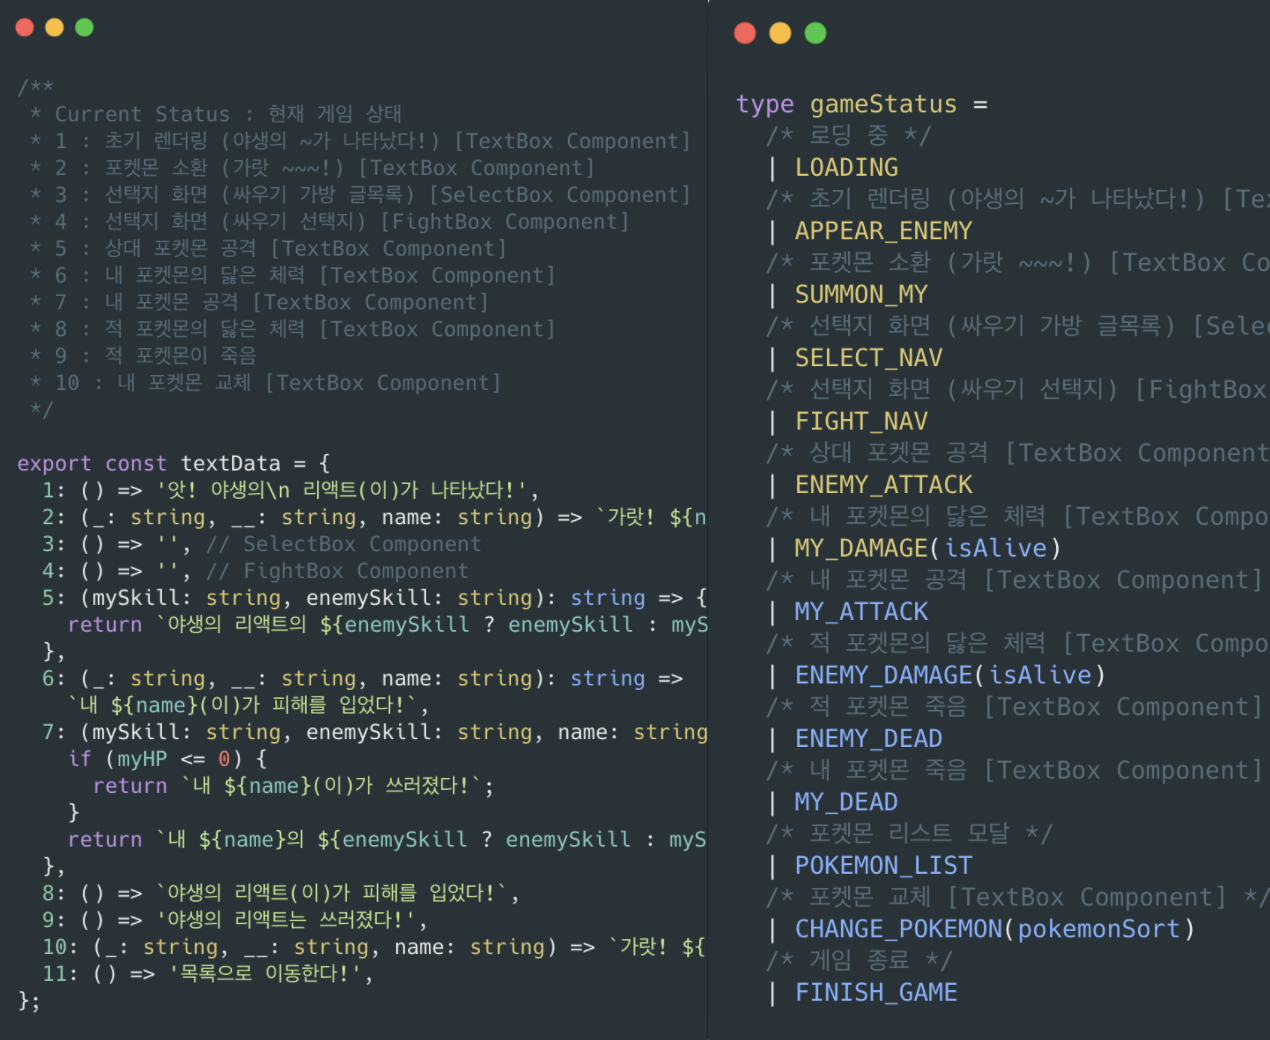 /**
 * Current Status : 현재 게임 상태
 * 1 : 초기 렌더링 (야생의 ~가 나타났다!) [TextBox Component]
 * 2 : 포켓몬 소환 (가랏 ~~~!) [TextBox Component]
 * 3 : 선택지 화면 (싸우기 가방 글목록) [SelectBox Component]
 * 4 : 선택지 화면 (싸우기 선택지) [FightBox Component]
 * 5 : 상대 포켓몬 공격 [TextBox Component]
 * 6 : 내 포켓몬의 닳은 체력 [TextBox Component]
 * 7 : 내 포켓몬 공격 [TextBox Component]
 * 8 : 적 포켓몬의 닳은 체력 [TextBox Component]
 * 9 : 적 포켓몬이 죽음
 * 10 : 내 포켓몬 교체 [TextBox Component]
 */
export const textData = {
  1: () => '앗! 야생의\n 리액트(이)가 나타났다!',
  2: (_: string, __: string, name: string) => `가랏! ${n
  3: () => '', // SelectBox Component
  4: () => '', // FightBox Component
  5: (mySkill: string, enemySkill: string): string => {
    return `야생의 리액트의 ${enemySkill ? enemySkill : myS
  },
  6: (_: string, __: string, name: string): string =>
    `내 ${name}(이)가 피해를 입었다!`,
  7: (mySkill: string, enemySkill: string, name: string
    if (myHP <= 0) {
      return `내 ${name}(이)가 쓰러졌다!`;
    }
    return `내 ${name}의 ${enemySkill ? enemySkill : myS
  },
  8: () => `야생의 리액트(이)가 피해를 입었다!`,
  9: () => '야생의 리액트는 쓰러졌다!',
  10: (_: string, __: string, name: string) => `가랏! ${
  11: () => '목록으로 이동한다!',
};
type gameStatus =
  /* 로딩 중 */
  | LOADING
  /* 초기 렌더링 (야생의 ~가 나타났다!) [Te
  | APPEAR_ENEMY
  /* 포켓몬 소환 (가랏 ~~~!) [TextBox Co
  | SUMMON_MY
  /* 선택지 화면 (싸우기 가방 글목록) [Selec
  | SELECT_NAV
  /* 선택지 화면 (싸우기 선택지) [FightBox
  | FIGHT_NAV
  /* 상대 포켓몬 공격 [TextBox Component
  | ENEMY_ATTACK
  /* 내 포켓몬의 닳은 체력 [TextBox Compo
  | MY_DAMAGE(isAlive)
  /* 내 포켓몬 공격 [TextBox Component]
  | MY_ATTACK
  /* 적 포켓몬의 닳은 체력 [TextBox Compo
  | ENEMY_DAMAGE(isAlive)
  /* 적 포켓몬 죽음 [TextBox Component]
  | ENEMY_DEAD
  /* 내 포켓몬 죽음 [TextBox Component]
  | MY_DEAD
  /* 포켓몬 리스트 모달 */
  | POKEMON_LIST
  /* 포켓몬 교체 [TextBox Component] */
  | CHANGE_POKEMON(pokemonSort)
  /* 게임 종료 */
  | FINISH_GAME